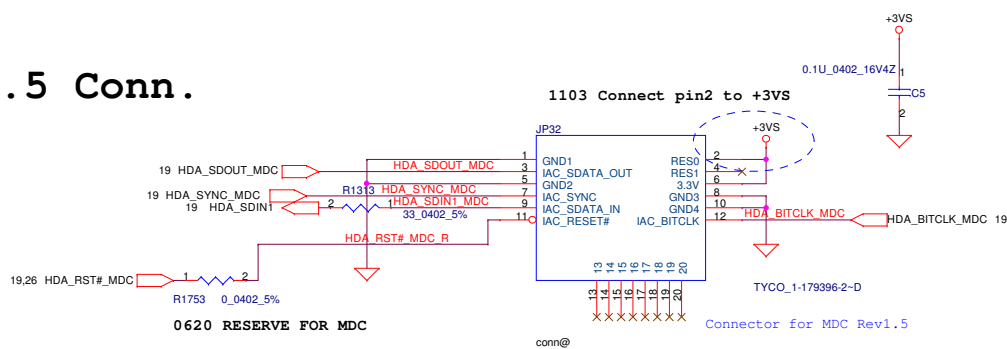 +3VS
.5 Conn.
0.1U_0402_16V4Z
1
C5
2
1103 Connect pin2 to +3VS
+3VS
JP32
19 HDA_SDOUT_MDC
HDA_SDOUT_MDC
1 GND1 RES0 2
3 IAC_SDATA_OUT RES1 4
5 GND2 3.3V 6
19 HDA_SYNC_MDC
HDA_SYNC_MDC
7 IAC_SYNC GND3 8
19 HDA_SDIN1
2 R1313 1
HDA_SDIN1_MDC
33_0402_5%
9 IAC_SDATA_IN GND4 10
11 IAC_RESET# IAC_BITCLK 12
HDA_BITCLK_MDC
HDA_BITCLK_MDC 19
HDA_RST#_MDC_R
19,26 HDA_RST#_MDC
1 2
R1753 0_0402_5%
13 14 15 16 17 18 19 20
13 14 15 16 17 18 19 20
TYCO_1-179396-2~D
0620 RESERVE FOR MDC
Connector for MDC Rev1.5
conn@